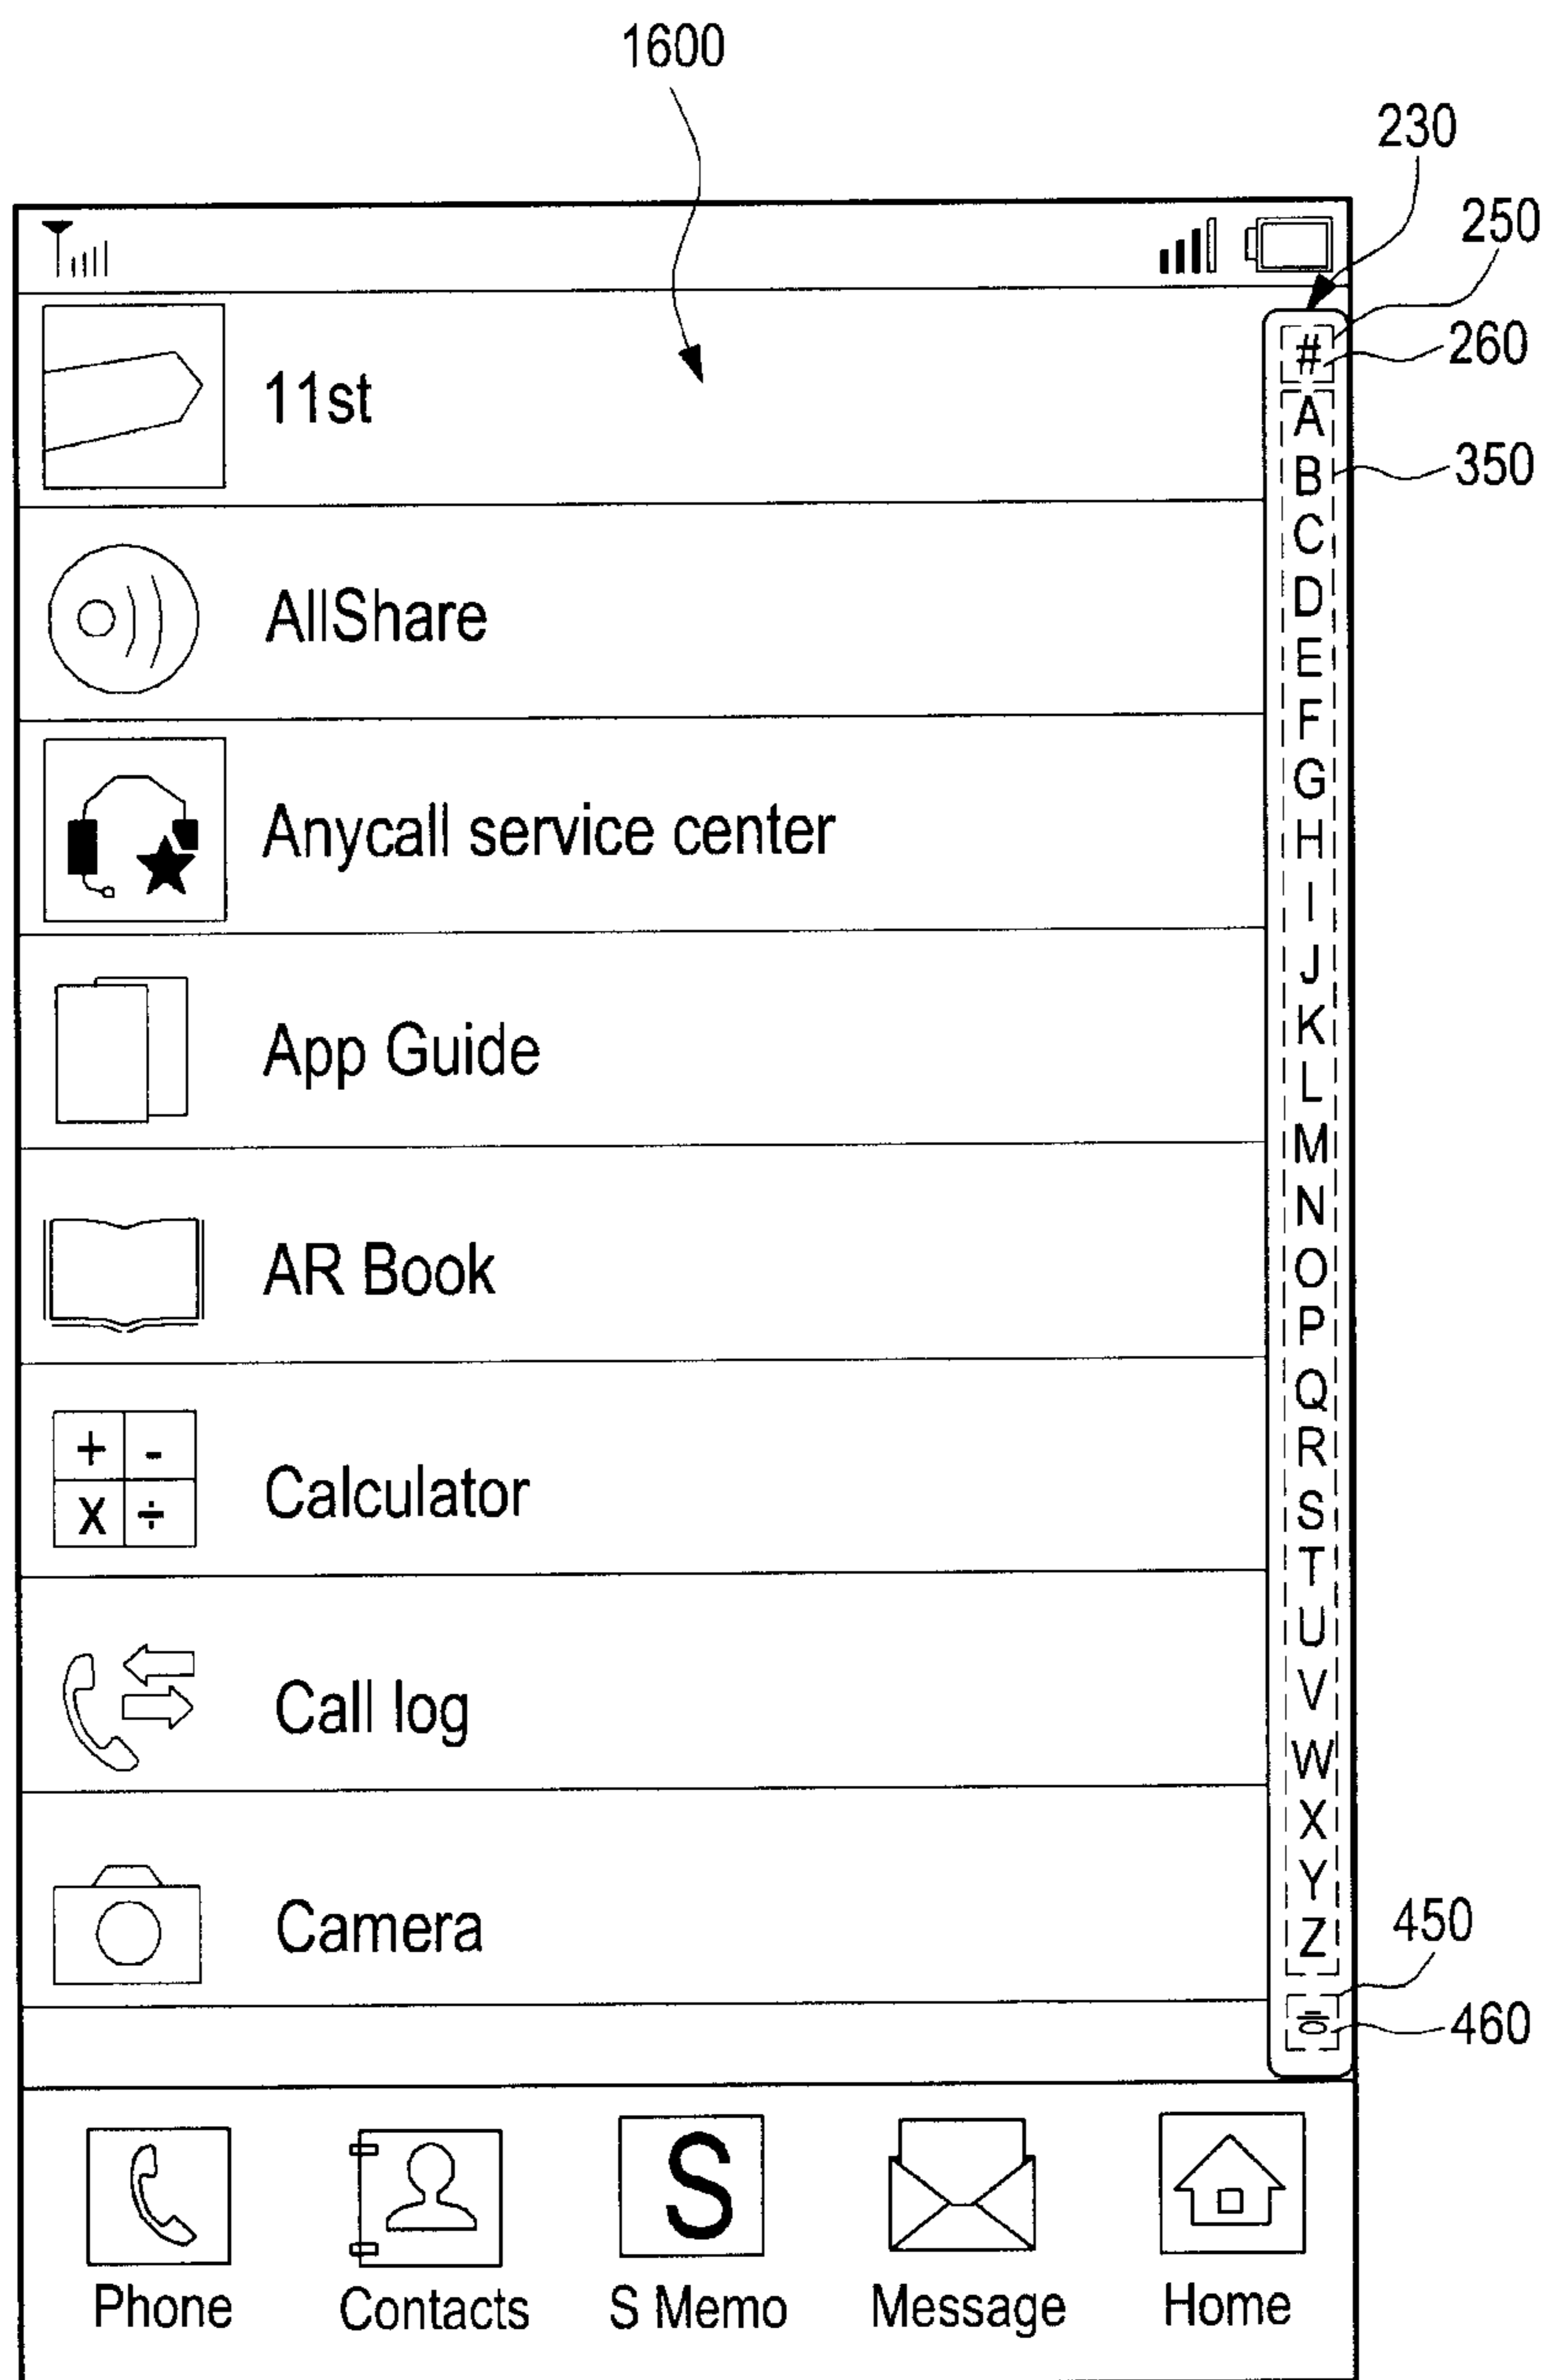 1600
230
250
260
350
11st
AllShare
Anycall service center
App Guide
AR Book
+ -
X ÷
Calculator
Call log
Camera
#
A
B
C
D
E
F
G
H
I
J
K
L
M
N
O
P
Q
R
S
T
U
V
W
X
Y
Z
450
460
S
Phone
Contacts
S Memo
Message
Home